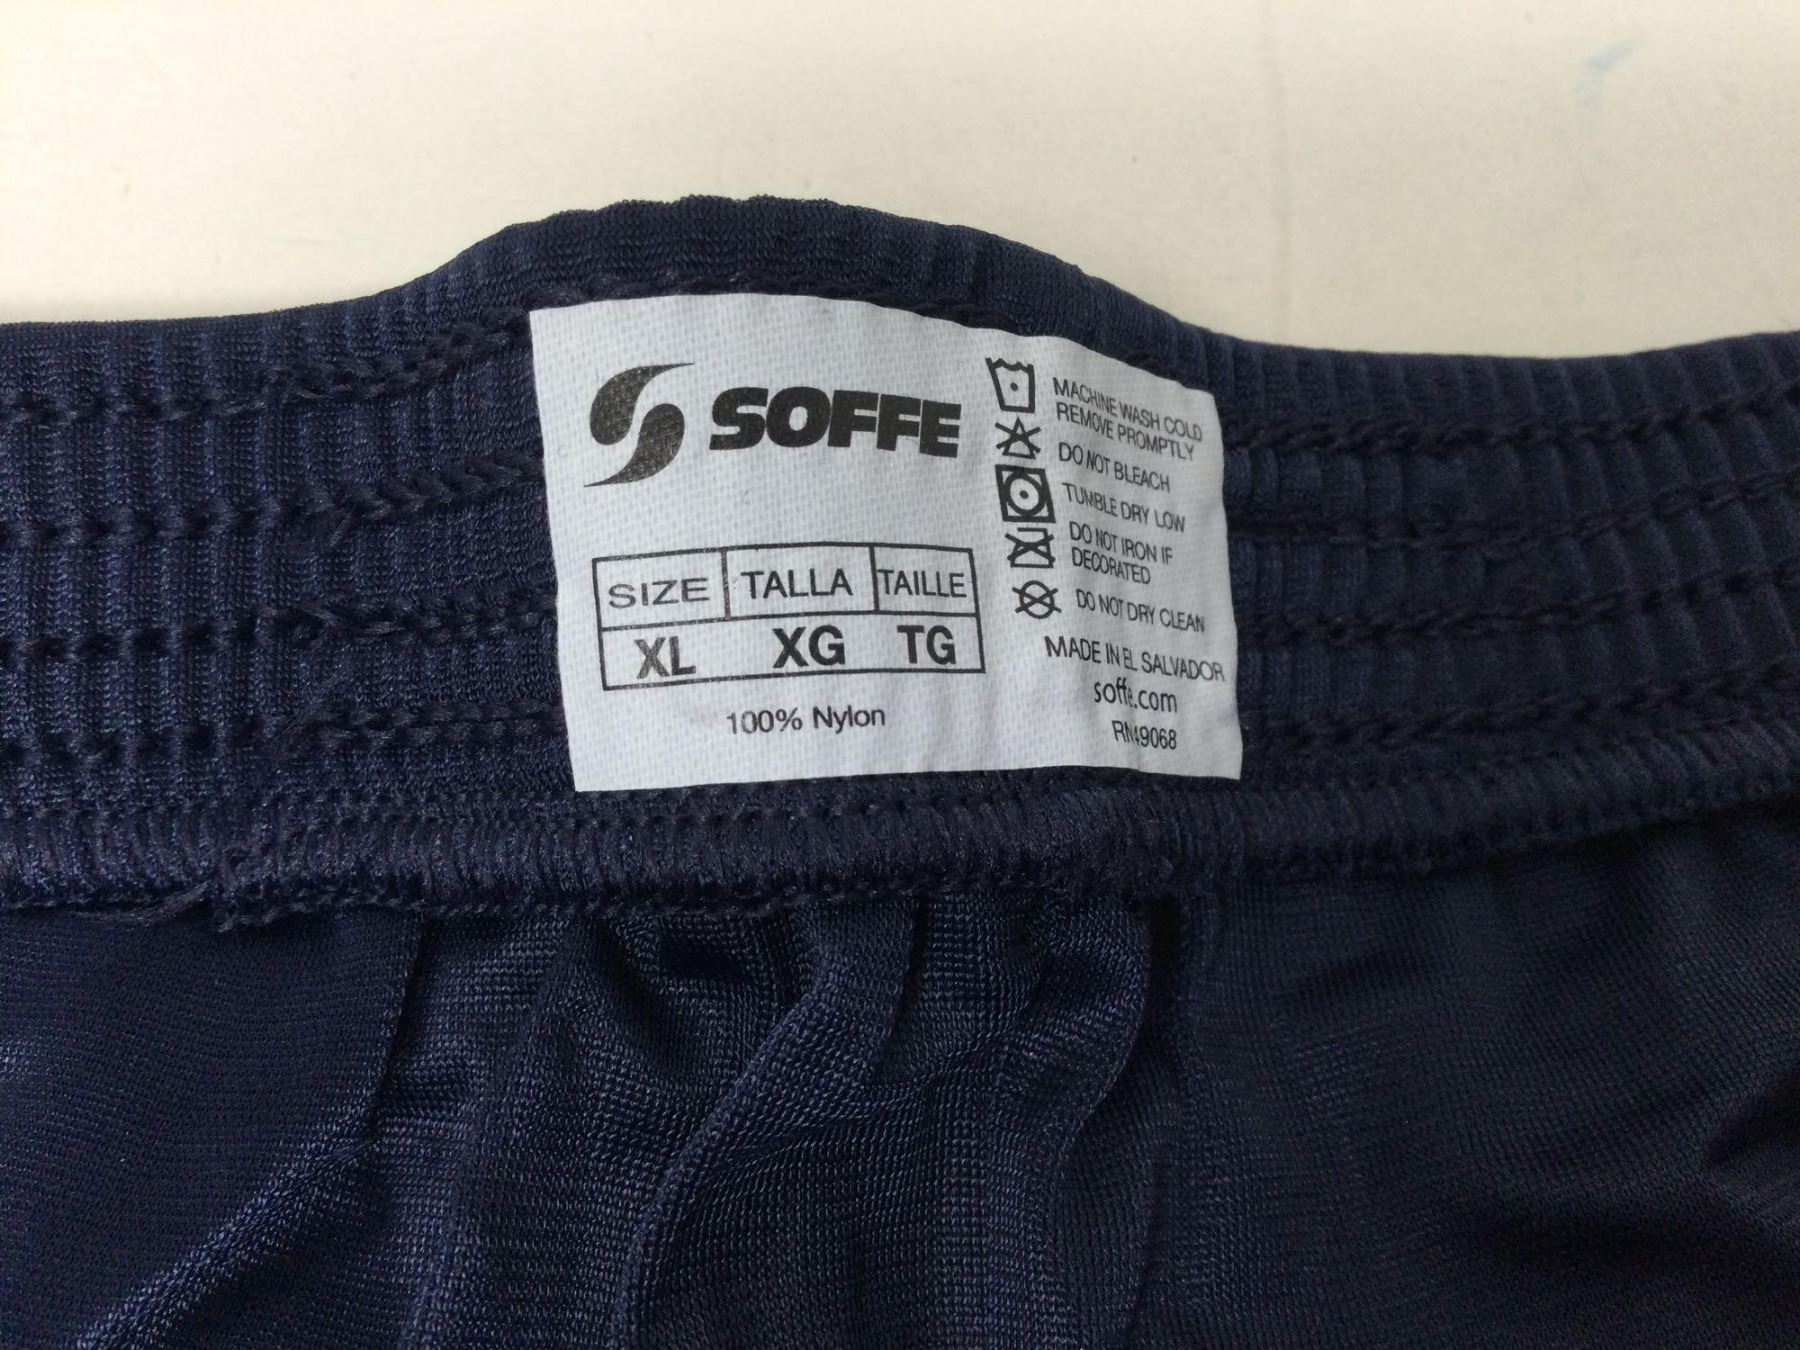 SOFFE
SIZE TALLA TAILLE
XL XG TG
100% Nylon
MACHINE WASH COLD
REMOVE PROMPTLY
DO NOT BLEACH
TUMBLE DRY LOW
DO NOT IRON IF
DECORATED
DO NOT DRY CLEAN
MADE IN EL SALVADOR
soffe.com
RN49068